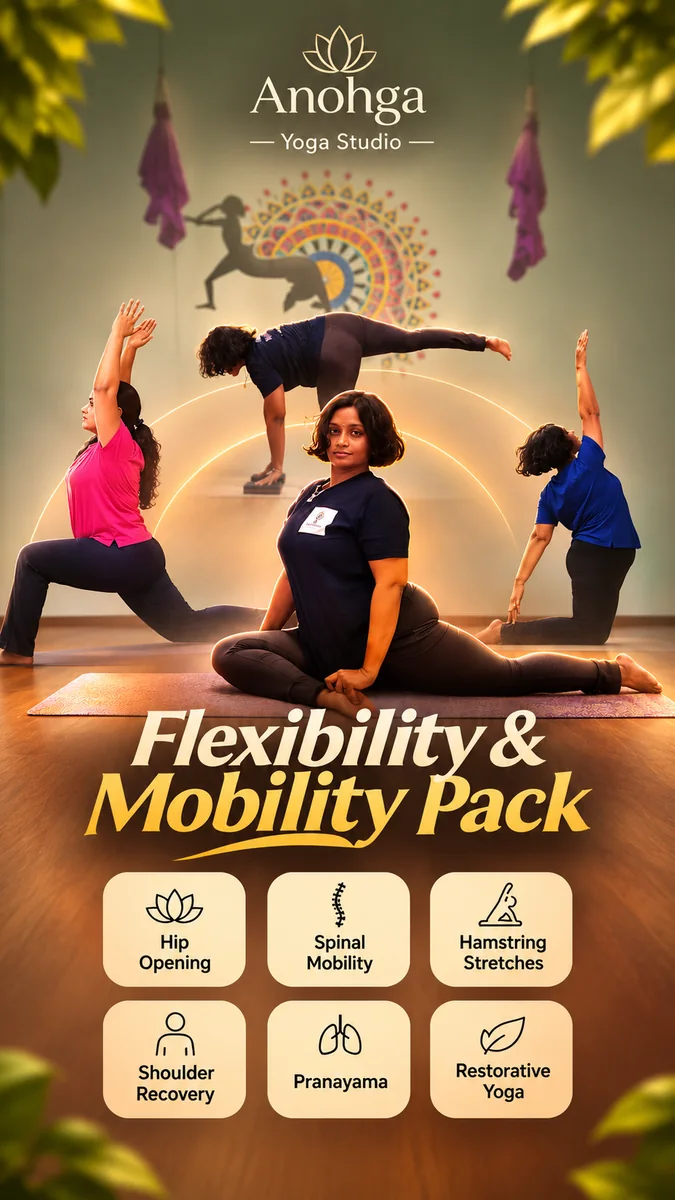 Anohga
Yoga Studio
Flexibility &
Mobility Pack
Hip
Opening
Spinal
Mobility
Hamstring
Stretches
Shoulder
Recovery
Pranayama
Restorative
Yoga